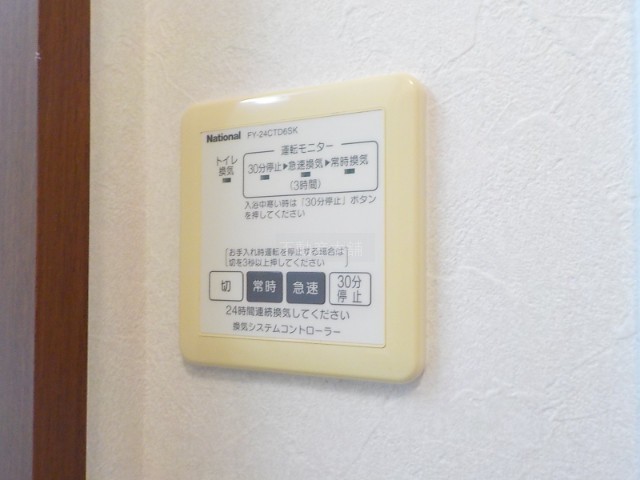 National FY-24CTD6SK
運転モニター
トイレ
換気
30分停止▶急速換気▶常時換気
(3時間)
入浴中寒い時は「30分停止」ボタン
を押してください
お手入れ時運転を停止する場合は
切を3秒以上押してください
切 常時 急速 30分
停止
24時間連続換気してください
換気システムコントローラー